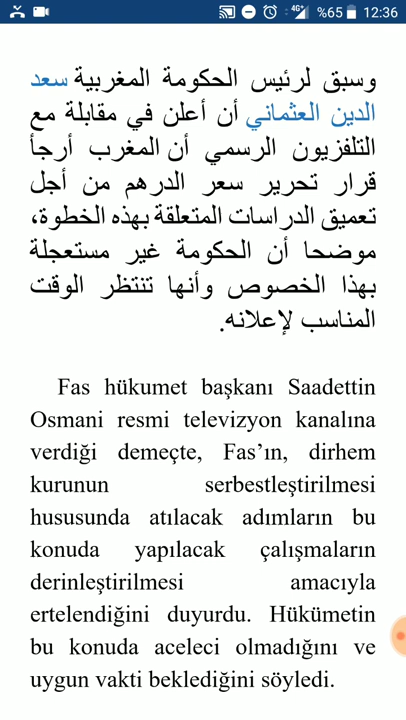 4G+ %65 12:36
وسبق لرئيس الحكومة المغربية سعد
الدين العثماني أن أعلن في مقابلة مع
التلفزيون الرسمي أن المغرب أرجأ
قرار تحرير سعر الدرهم من أجل
تعميق الدراسات المتعلقة بهذه الخطوة،
موضحا أن الحكومة غير مستعجلة
بهذا الخصوص وأنها تنتظر الوقت
المناسب لإعلانه.
Fas hükumet başkanı Saadettin
Osmani resmi televizyon kanalına
verdiği demeçte, Fas’ın, dirhem
kurunun serbestleştirilmesi
hususunda atılacak adımların bu
konuda yapılacak çalışmaların
derinleştirilmesi amacıyla
ertelendiğini duyurdu. Hükümetin
bu konuda aceleci olmadığını ve
uygun vakti beklediğini söyledi.